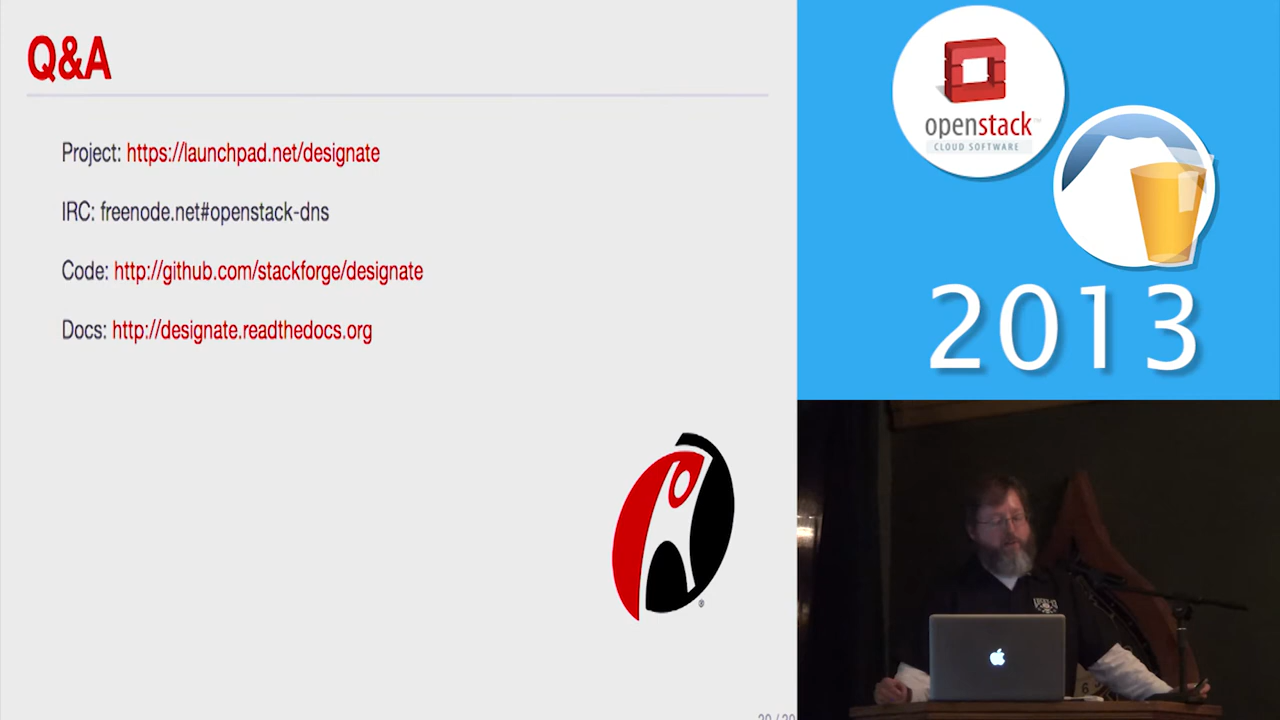 Q&A
Project: https://launchpad.net/designate
IRC: freenode.net#openstack-dns
Code: http://github.com/stackforge/designate
Docs: http://designate.readthedocs.org
®
openstack™
CLOUD SOFTWARE
2013